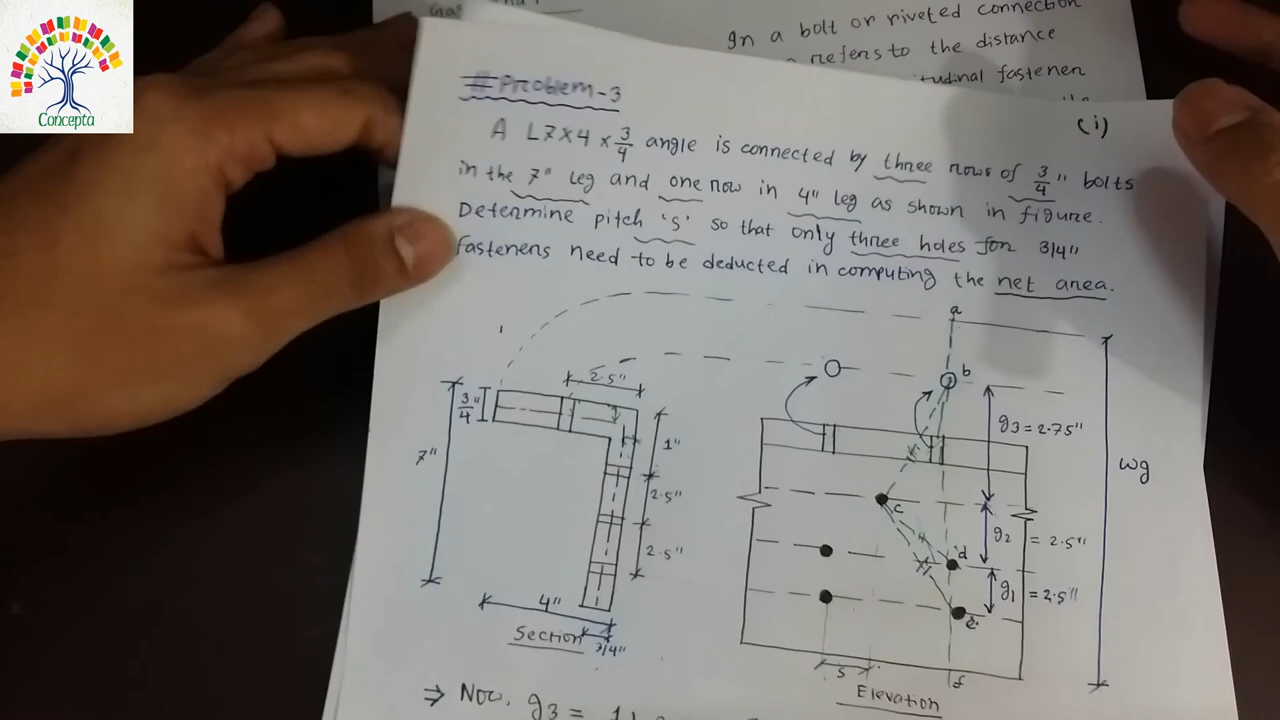 Concepta
In a bolt or riveted connection
refers to the distance
fastener
(i)
# Problem-3
A L7×4×3/4 angle is connected by three rows of 3/4" bolts
in the 7" leg and one row in 4" leg as shown in figure.
Determine pitch 's' so that only three holes for 3/4"
fasteners need to be deducted in computing the net area.
a
b
2.5"
3/4"
g3 = 2.75"
1"
7"
wg
2.5"
c
g2 = 2.5"
2.5"
d
g1 = 2.5"
e
4"
Section
3/4"
s
f
Elevation
⇒ Now, g3 =